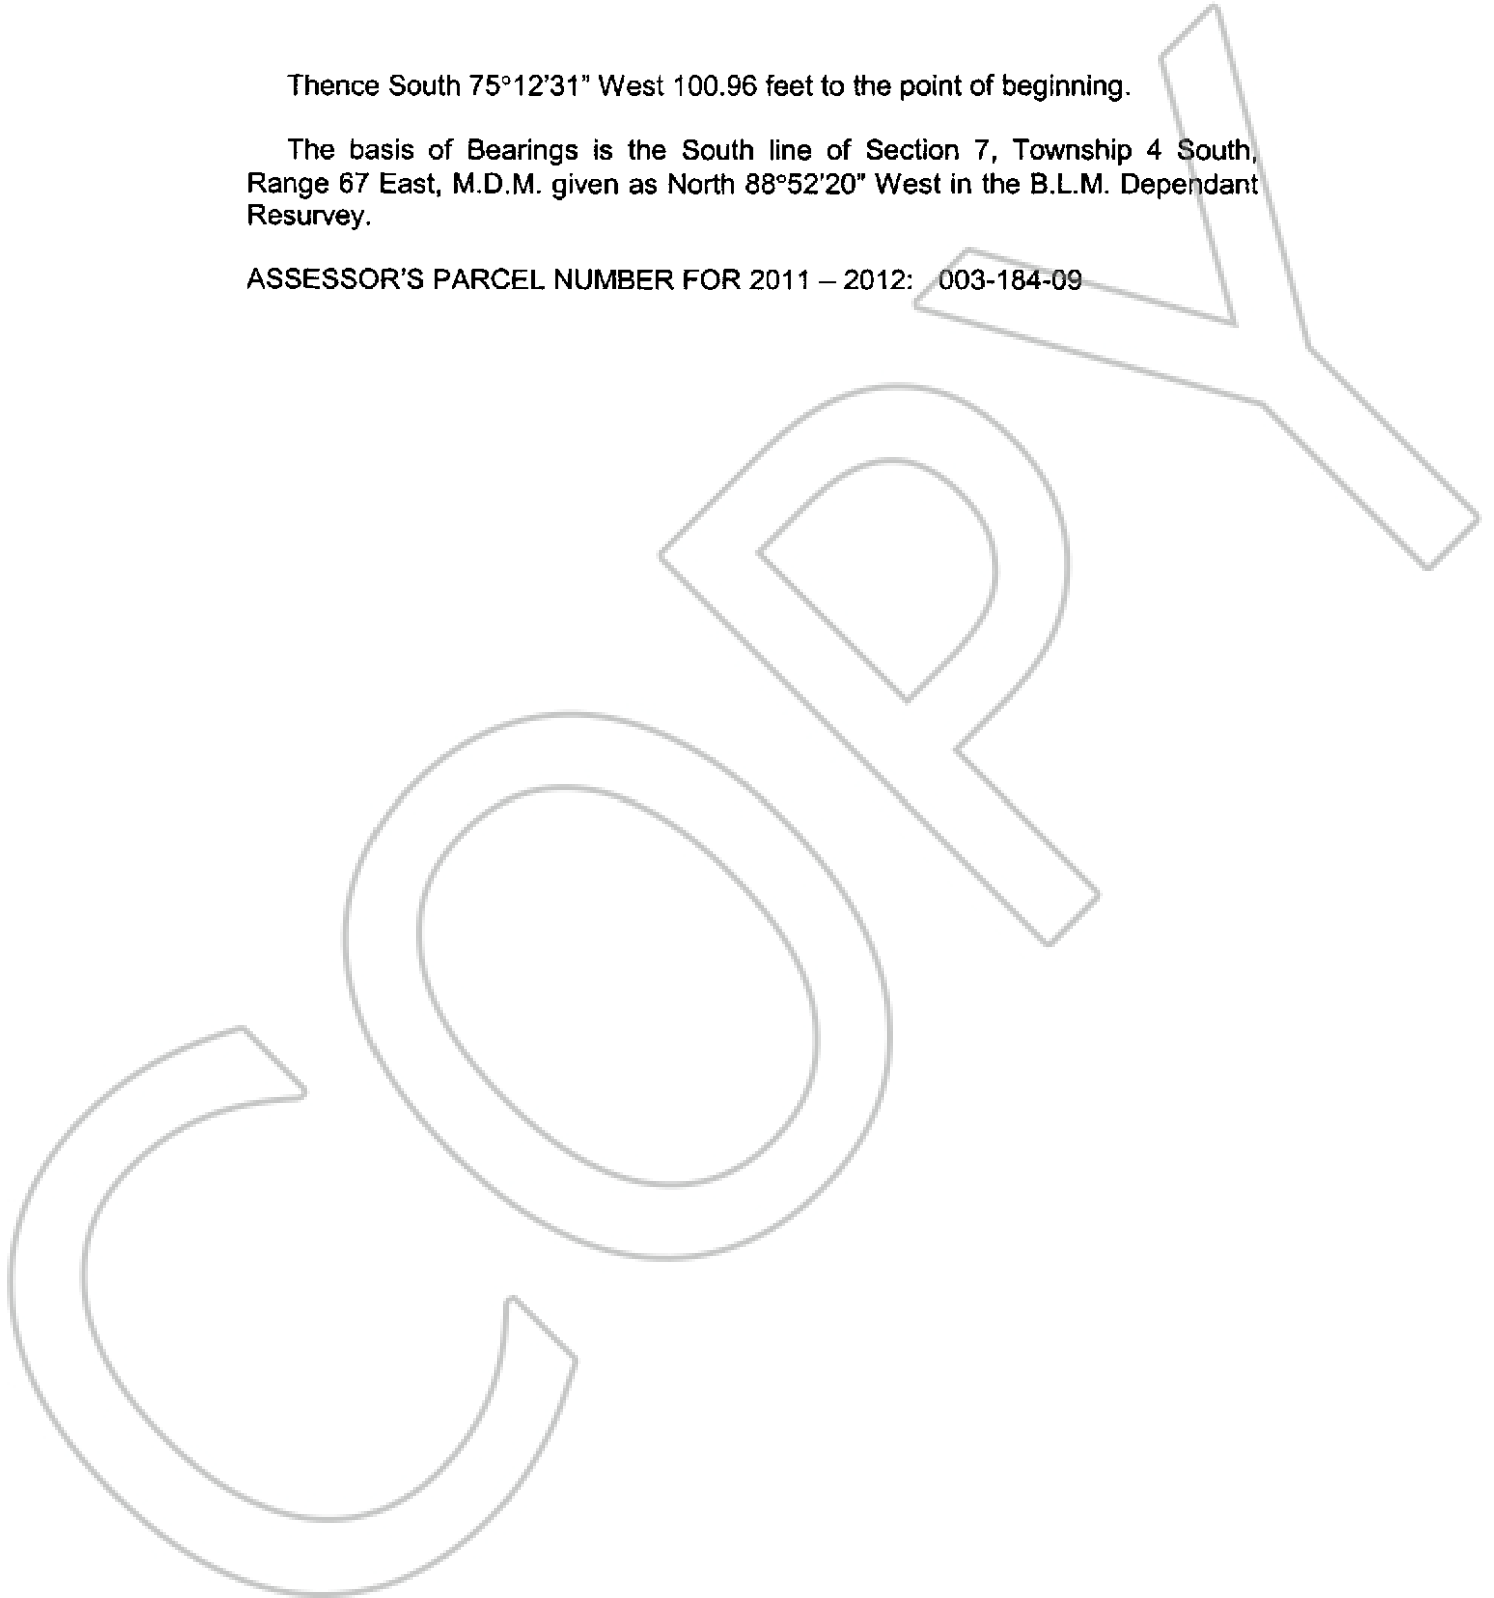 Thence South 75°12'31" West 100.96 feet to the point of beginning.
The basis of Bearings is the South line of Section 7, Township 4 South,
Range 67 East, M.D.M. given as North 88°52'20" West in the B.L.M. Dependant
Resurvey.
ASSESSOR'S PARCEL NUMBER FOR 2011 – 2012: 003-184-09
COPY